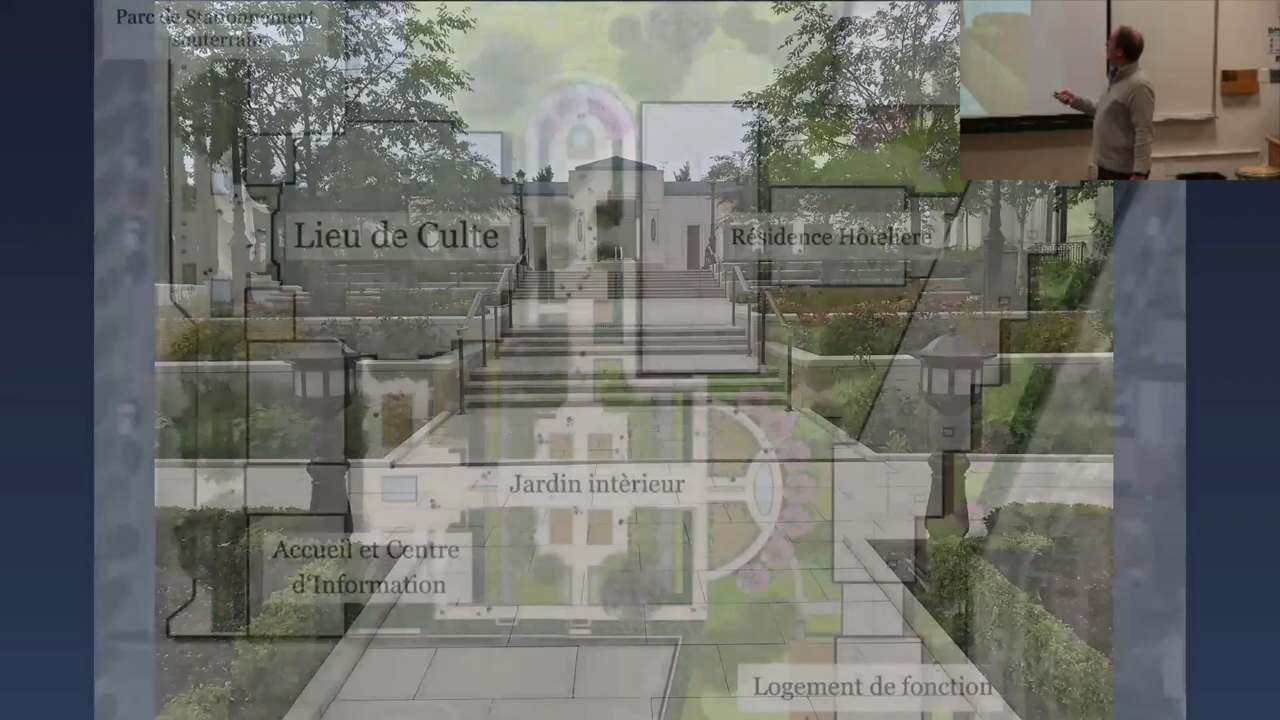 Parc de Stationnement
souterrain
Lieu de Culte
Résidence Hôtelière
Jardin intèrieur
Accueil et Centre
d'Information
Logement de fonction